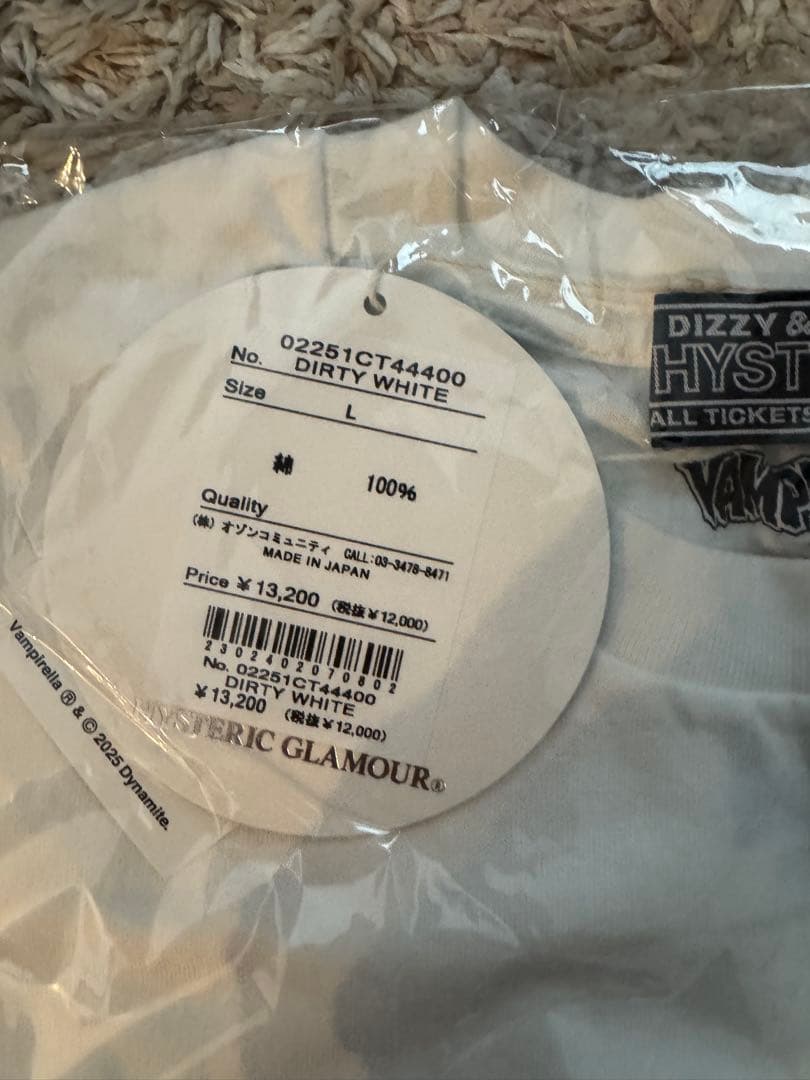 No. 02251CT44400
DIRTY WHITE
Size L
綿 100%
Quality
(株) オゾンコミュニティ CALL:03-3478-8471
MADE IN JAPAN
Price ¥13,200 (税抜¥12,000)
2302402070802
No. 02251CT44400
DIRTY WHITE
¥13,200 (税抜¥12,000)
HYSTERIC GLAMOUR®
Vampirella ® & © 2025 Dynamite.
DIZZY &
HYST
ALL TICKETS
VAMP